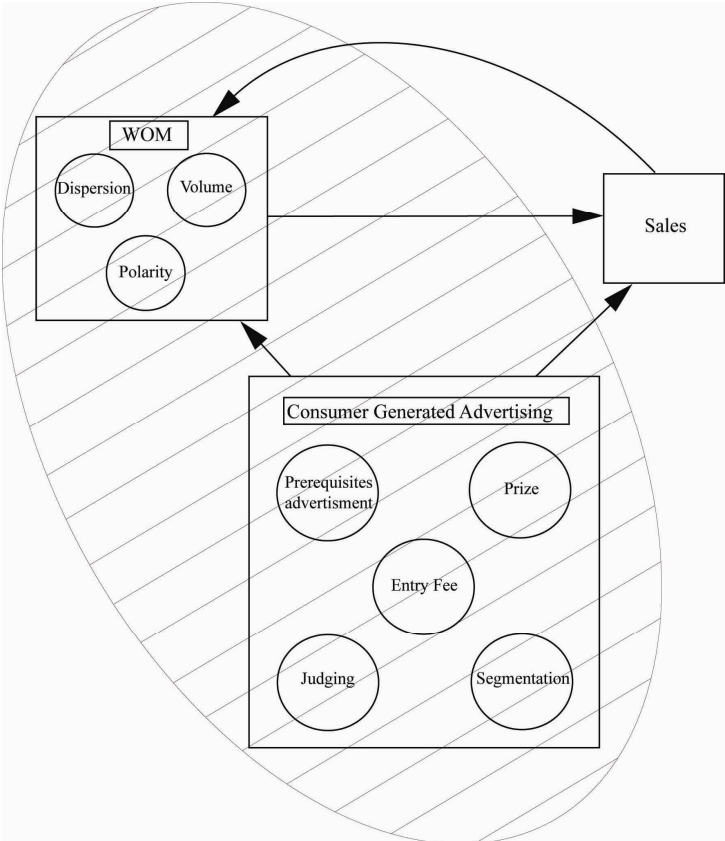 WOM
Dispersion
Volume
Polarity
Sales
Consumer Generated Advertising
Prerequisites
advertisment
Prize
Entry Fee
Judging
Segmentation